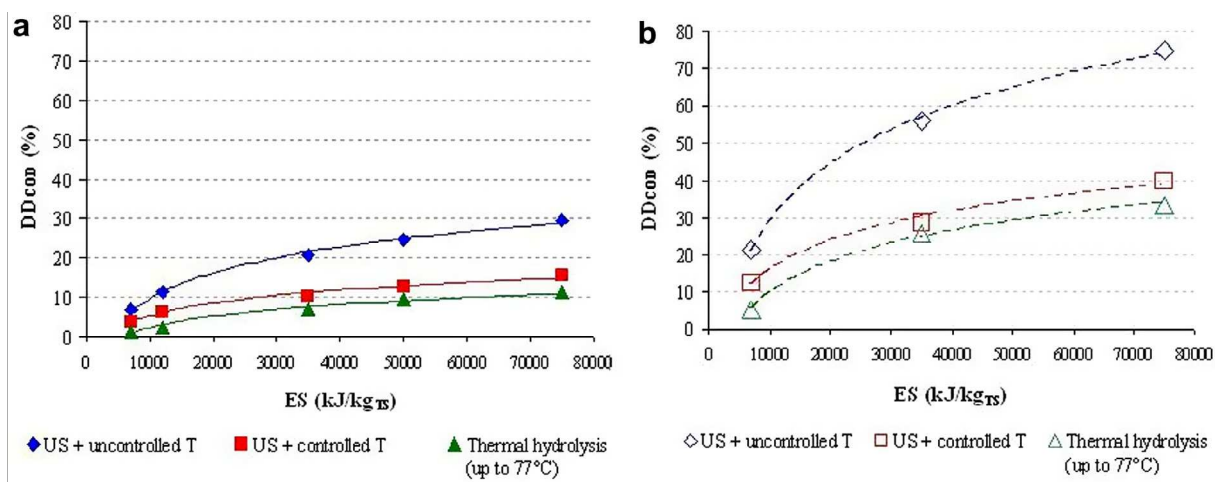 a
80
70
60
50
40
30
20
10
0
DDCOD (%)
0 10000 20000 30000 40000 50000 60000 70000 80000
ES (kJ/kgTS)
US + uncontrolled T US + controlled T Thermal hydrolysis
(up to 77°C)
b
80
70
60
50
40
30
20
10
0
DDCOD (%)
0 10000 20000 30000 40000 50000 60000 70000 80000
ES (kJ/kgTS)
US + uncontrolled T US + controlled T Thermal hydrolysis
(up to 77°C)